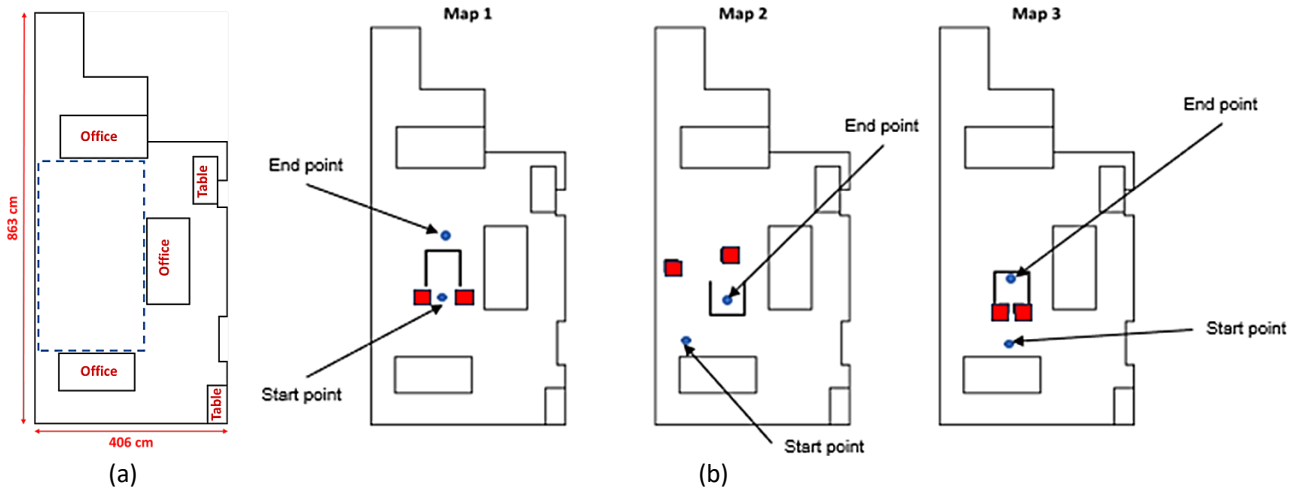 Office
Table
Office
Office
Table
863 cm
406 cm
(a)
Map 1
End point
Start point
Map 2
End point
Start point
Map 3
End point
Start point
(b)